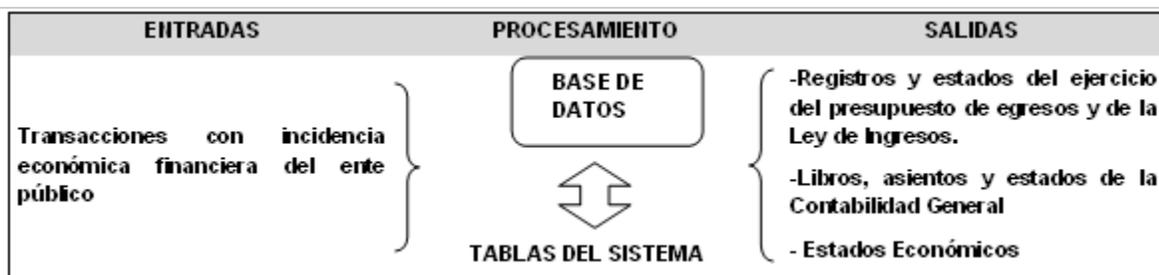 ENTRADAS PROCESAMIENTO SALIDAS
Transacciones con incidencia
económica financiera del ente
público
BASE DE
DATOS
TABLAS DEL SISTEMA
-Registros y estados del ejercicio
del presupuesto de egresos y de la
Ley de Ingresos.
-Libros, asientos y estados de la
Contabilidad General
- Estados Económicos